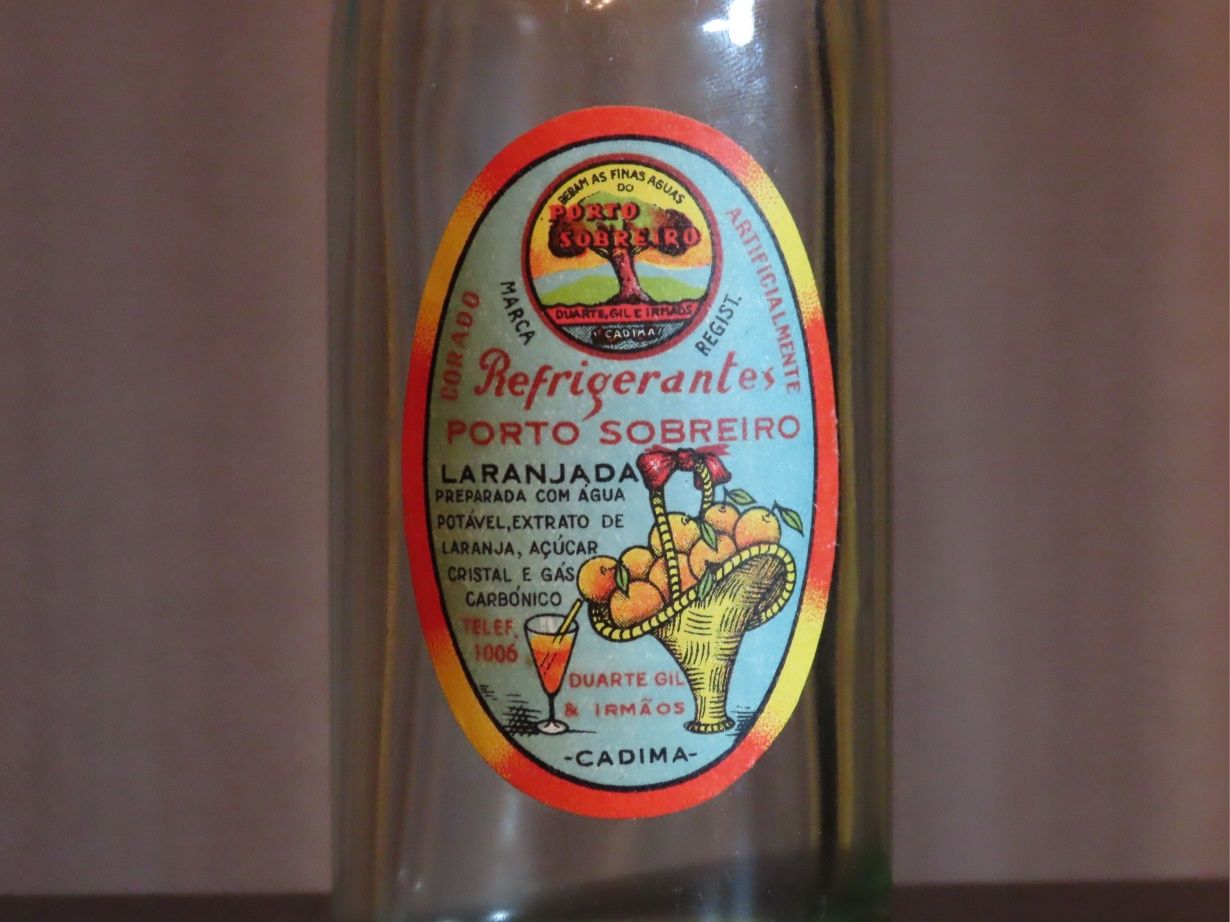 BEBAM AS FINAS AGUAS
DO
PORTO
SOBREIRO
DUARTE, GIL E IRMÃOS
CADIMA
MARCA
REGIST.
CORADO
ARTIFICIALMENTE
Refrigerantes
PORTO SOBREIRO
LARANJADA
PREPARADA COM ÁGUA
POTÁVEL, EXTRATO DE
LARANJA, AÇÚCAR
CRISTAL E GÁS
CARBÓNICO
TELEF.
1006
DUARTE GIL
& IRMÃOS
-CADIMA-